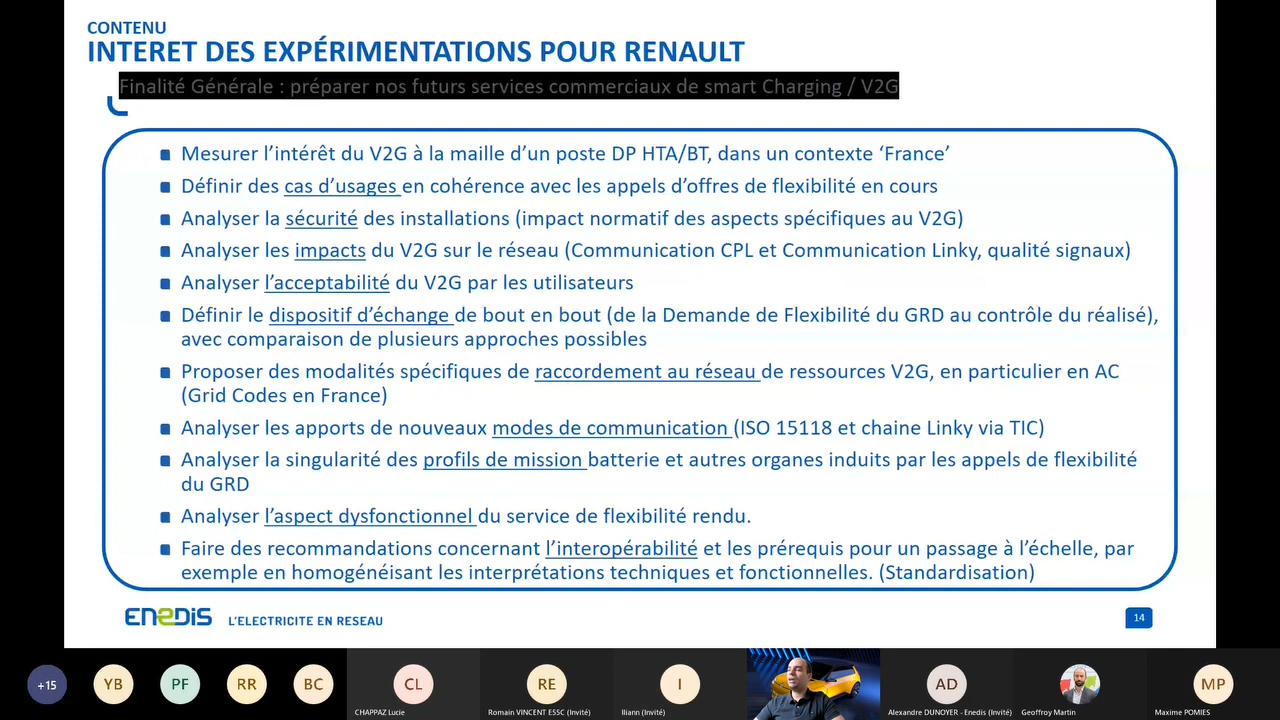 CONTENU
INTERET DES EXPÉRIMENTATIONS POUR RENAULT
Finalité Générale : préparer nos futurs services commerciaux de smart Charging / V2G
Mesurer l’intérêt du V2G à la maille d’un poste DP HTA/BT, dans un contexte ‘France’
Définir des cas d’usages en cohérence avec les appels d’offres de flexibilité en cours
Analyser la sécurité des installations (impact normatif des aspects spécifiques au V2G)
Analyser les impacts du V2G sur le réseau (Communication CPL et Communication Linky, qualité signaux)
Analyser l’acceptabilité du V2G par les utilisateurs
Définir le dispositif d’échange de bout en bout (de la Demande de Flexibilité du GRD au contrôle du réalisé),
avec comparaison de plusieurs approches possibles
Proposer des modalités spécifiques de raccordement au réseau de ressources V2G, en particulier en AC
(Grid Codes en France)
Analyser les apports de nouveaux modes de communication (ISO 15118 et chaine Linky via TIC)
Analyser la singularité des profils de mission batterie et autres organes induits par les appels de flexibilité
du GRD
Analyser l’aspect dysfonctionnel du service de flexibilité rendu.
Faire des recommandations concernant l’interopérabilité et les prérequis pour un passage à l’échelle, par
exemple en homogénéisant les interprétations techniques et fonctionnelles. (Standardisation)
ENEDIS L'ELECTRICITE EN RESEAU
14
+15 YB PF RR BC CL RE I AD MP
CHAPPAZ Lucie Romain VINCENT E5SC (Invité) Iliann (Invité) Alexandre DUNOYER - Enedis (Invité) Geoffroy Martin Maxime POMIES